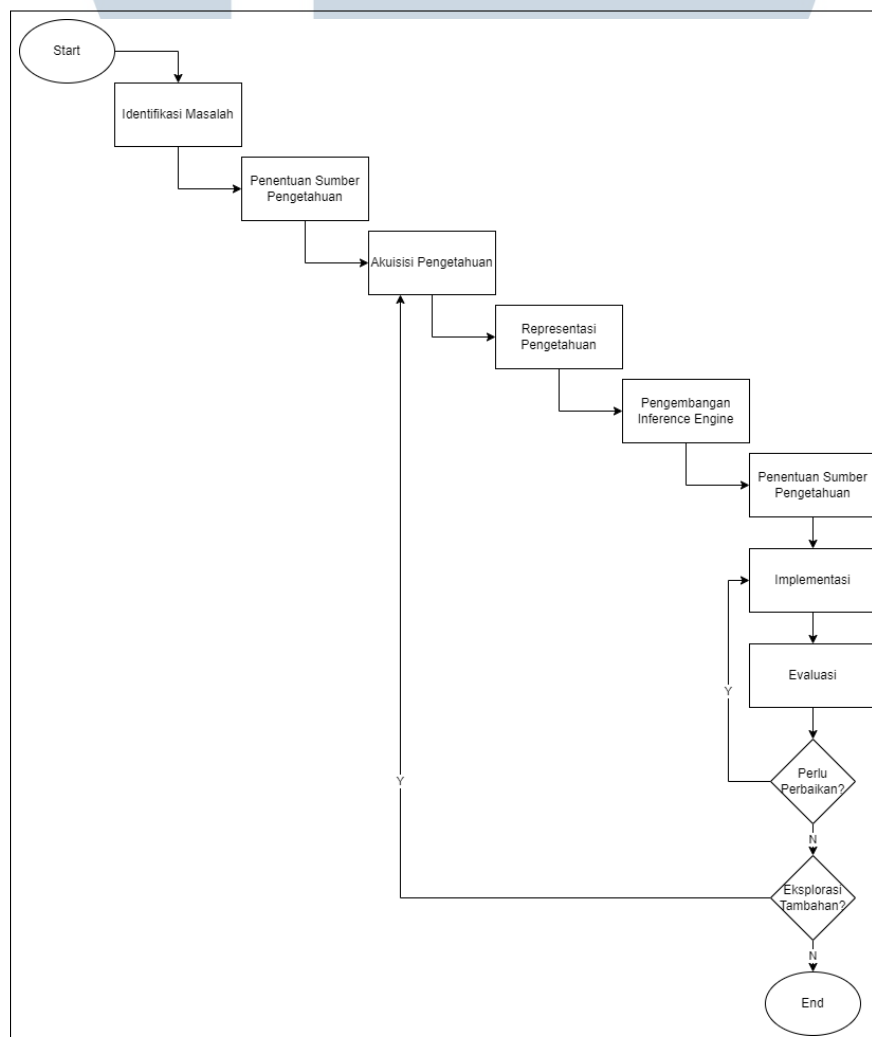 Start
Identifikasi Masalah
Penentuan Sumber
Pengetahuan
Akuisisi Pengetahuan
Representasi
Pengetahuan
Pengembangan
Inference Engine
Penentuan Sumber
Pengetahuan
Implementasi
Evaluasi
Y
Perlu
Perbaikan?
Y
N
Eksplorasi
Tambahan?
N
End